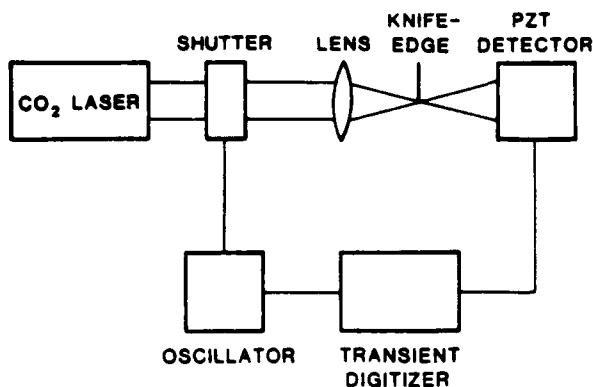 KNIFE-
EDGE
PZT
DETECTOR
SHUTTER
LENS
CO₂ LASER
OSCILLATOR
TRANSIENT
DIGITIZER